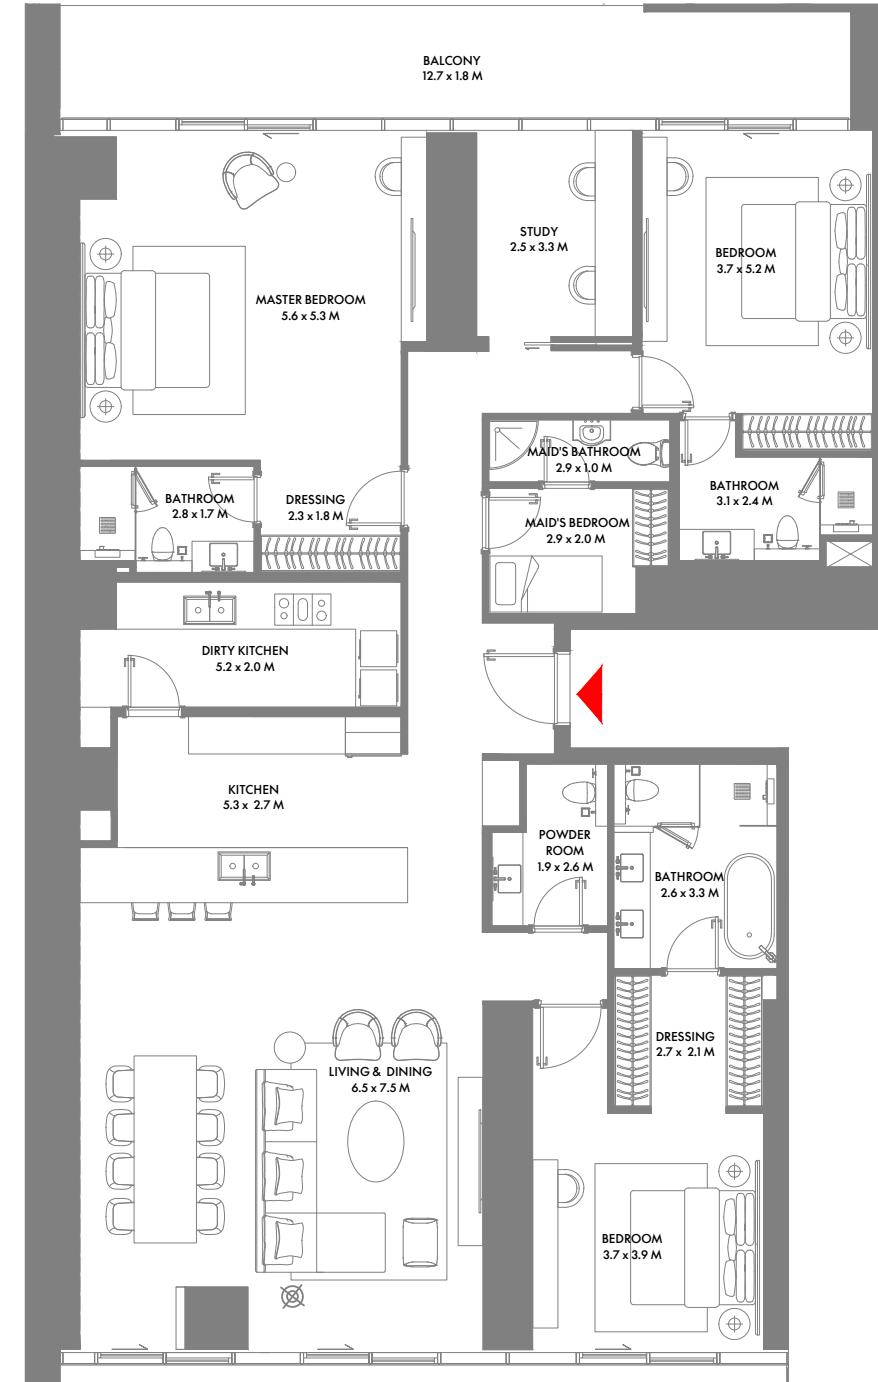 BALCONY
12.7 x 1.8 M
STUDY
2.5 x 3.3 M
BEDROOM
3.7 x 5.2 M
MASTER BEDROOM
5.6 x 5.3 M
MAID'S BATHROOM
2.9 x 1.0 M
BATHROOM
2.8 x 1.7 M
DRESSING
2.3 x 1.8 M
MAID'S BEDROOM
2.9 x 2.0 M
BATHROOM
3.1 x 2.4 M
DIRTY KITCHEN
5.2 x 2.0 M
KITCHEN
5.3 x 2.7 M
POWDER
ROOM
1.9 x 2.6 M
BATHROOM
2.6 x 3.3 M
DRESSING
2.7 x 2.1 M
LIVING & DINING
6.5 x 7.5 M
BEDROOM
3.7 x 3.9 M